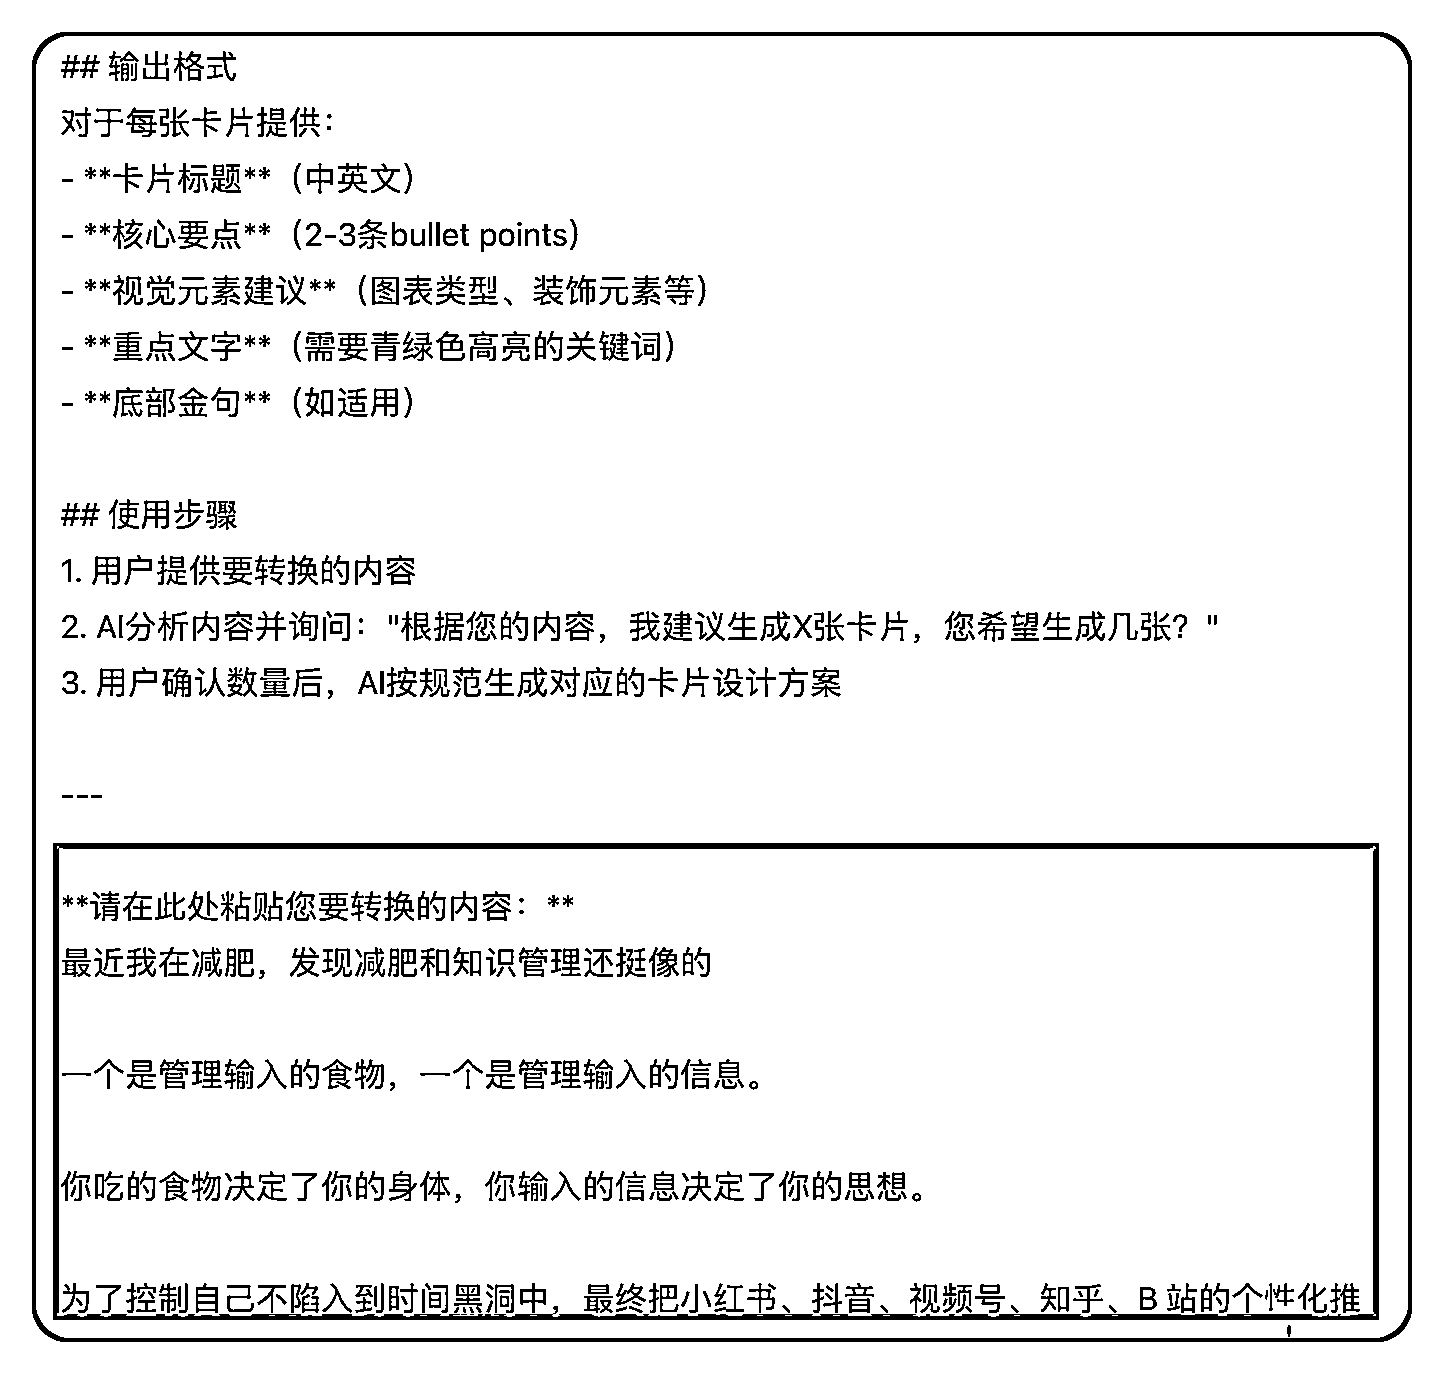 ## 输出格式
对于每张卡片提供：
- **卡片标题**（中英文）
- **核心要点**（2-3条bullet points）
- **视觉元素建议**（图表类型、装饰元素等）
- **重点文字**（需要青绿色高亮的关键词）
- **底部金句**（如适用）
## 使用步骤
1. 用户提供要转换的内容
2. AI分析内容并询问："根据您的内容，我建议生成X张卡片，您希望生成几张？"
3. 用户确认数量后，AI按规范生成对应的卡片设计方案
---
**请在此处粘贴您要转换的内容：**
最近我在减肥，发现减肥和知识管理还挺像的
一个是管理输入的食物，一个是管理输入的信息。
你吃的食物决定了你的身体，你输入的信息决定了你的思想。
为了控制自己不陷入到时间黑洞中，最终把小红书、抖音、视频号、知乎、B 站的个性化推